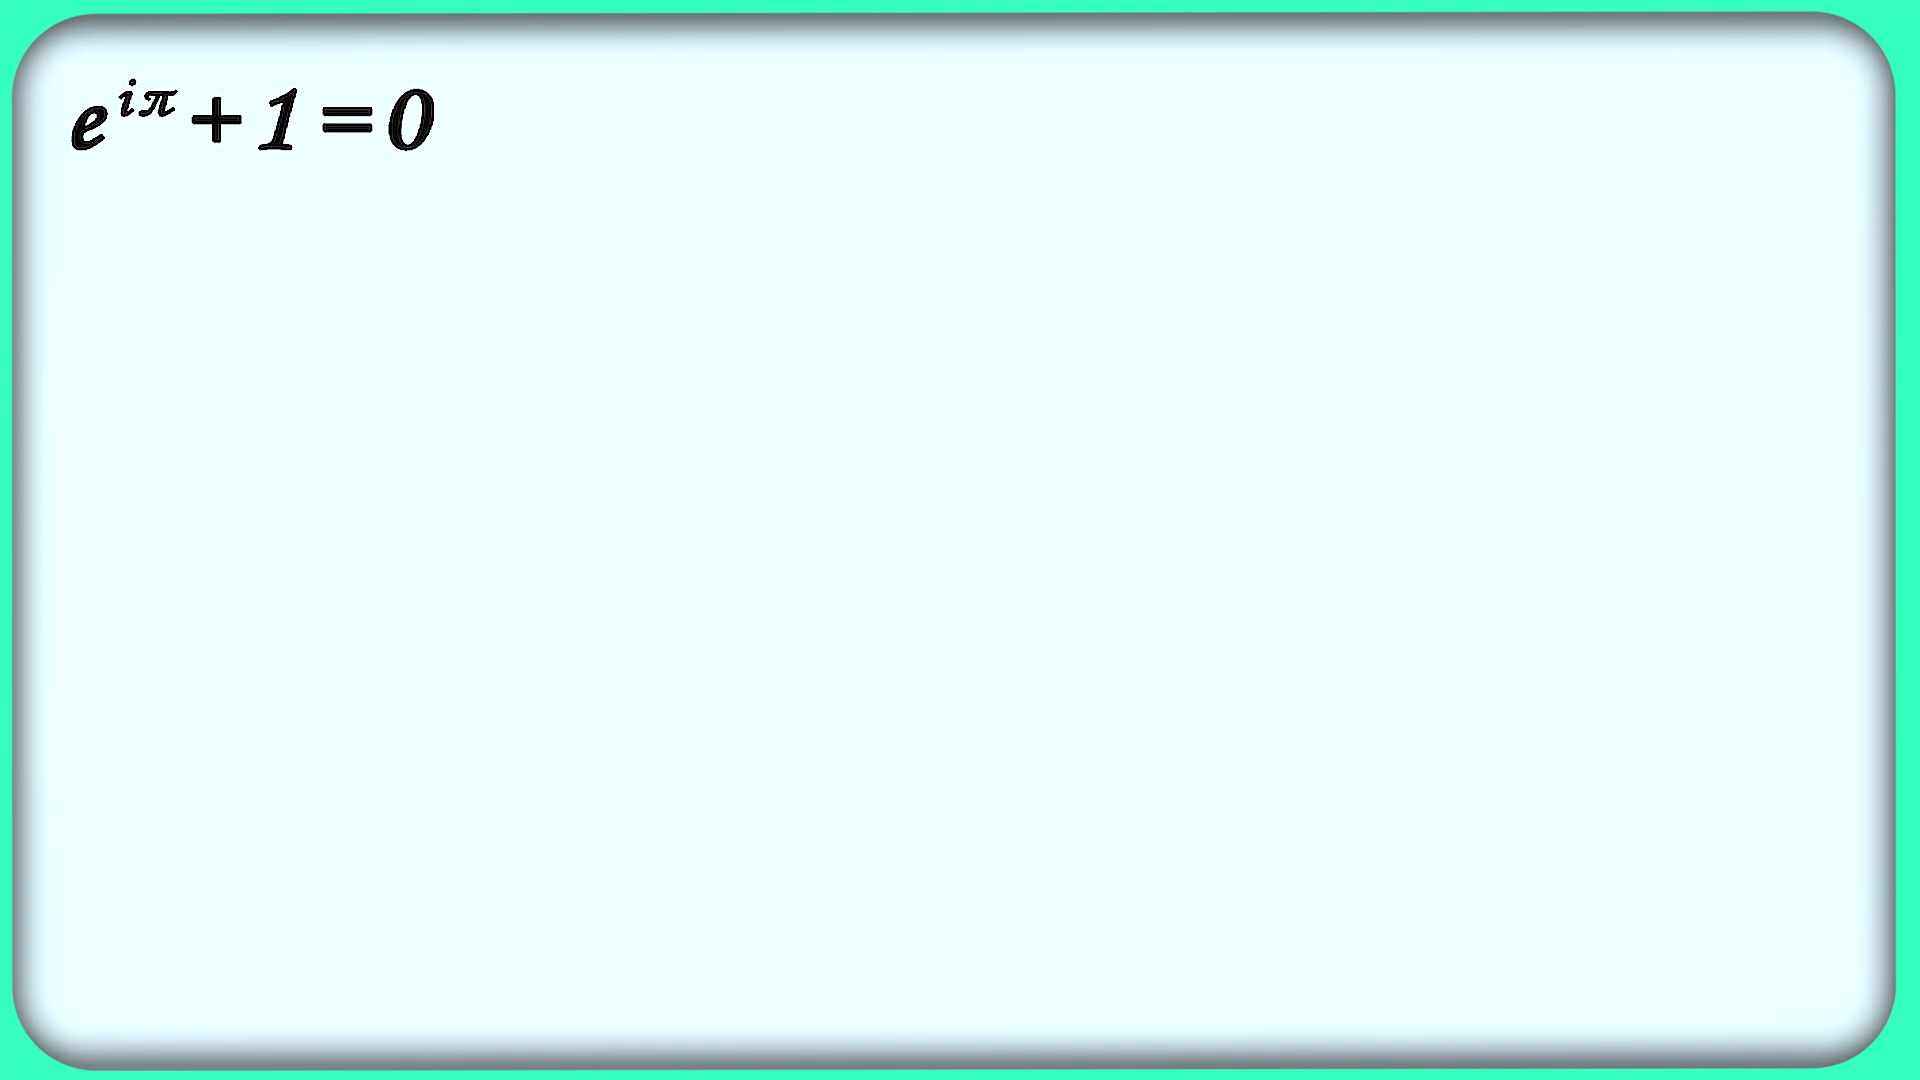 e^{iπ} + 1 = 0